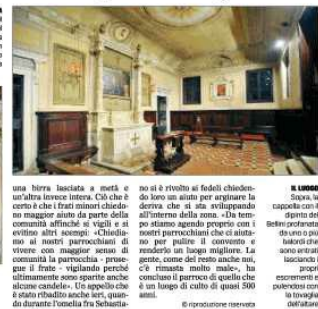 una birra lasciata a metà e
un'altra invece intera. Ciò che è
certo è che i frati minori chiedo-
no maggior aiuto da parte della
comunità affinché si vigili e si
evitino altri scempi: «Chiedia-
mo ai nostri parrocchiani di
vivere con maggior senso di
comunità la parrocchia - prose-
gue il frate - vigilando perché
ultimamente sono sparite anche
alcune candele». Un appello che
è stato ribadito anche ieri, quan-
do durante l'omelia fra Sebastia-
no si è rivolto ai fedeli chieden-
do loro un aiuto per arginare la
deriva che si sta sviluppando
all'interno della zona. «Da tem-
po stiamo agendo proprio con i
nostri parrocchiani che ci aiuta-
no per pulire il convento e
renderlo un luogo migliore. La
gente, come del resto anche noi,
c'è rimasta molto male», ha
concluso il parroco di quello che
è un luogo di culto di quasi 500
anni.
© riproduzione riservata
IL LUOGO
Sopra, la
cappella con il
dipinto del
Bellini profanata
da uno o più
balordi che
sono entrati
lasciando i
propri
escrementi e
pulendosi con
la tovaglia
dell'altare